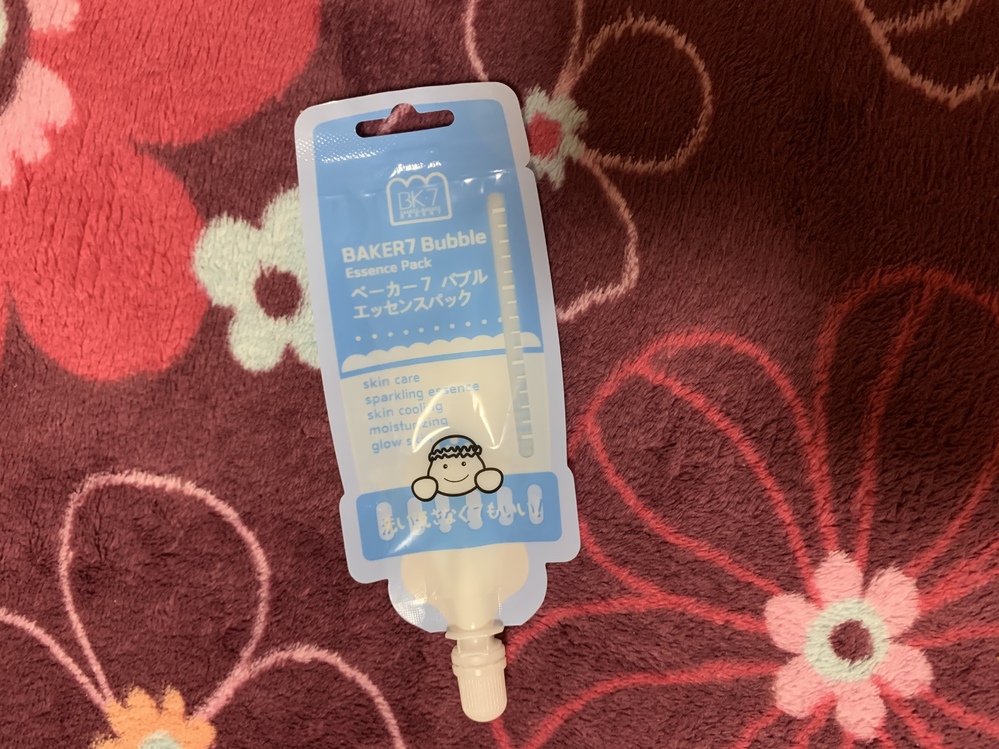 BK7
BAKER7 Bubble
Essence Pack
ベーカー7 バブル
エッセンスパック
skin care
sparkling essence
skin cooling
moisturizing
glow
洗い流さなくてもいい!